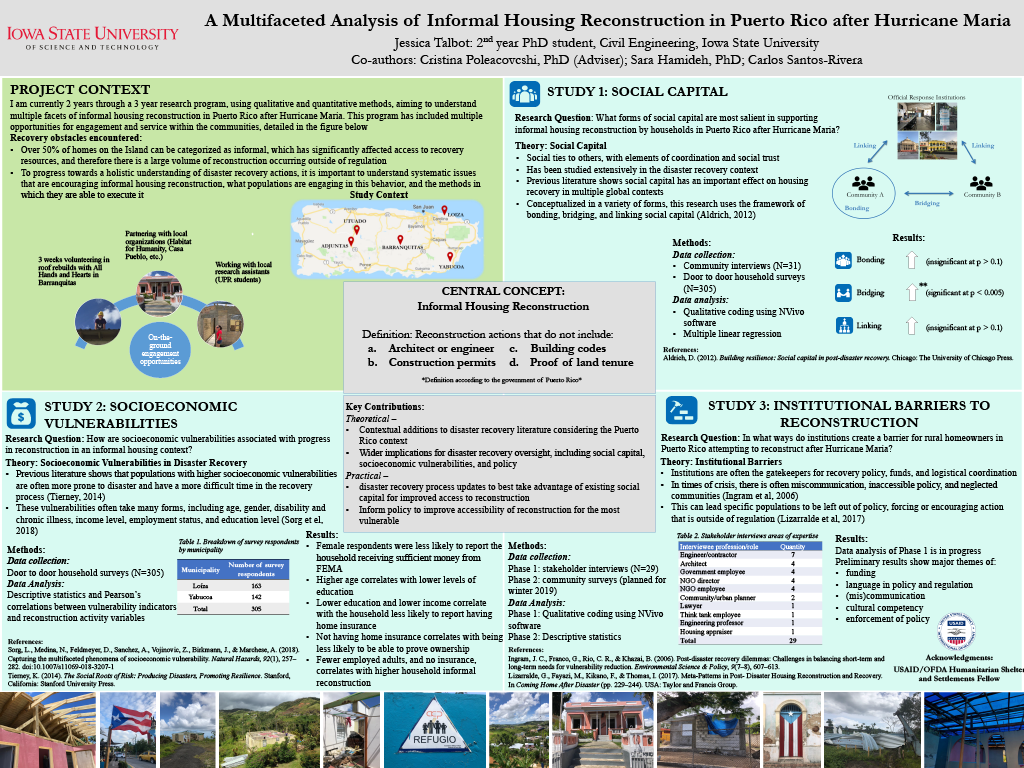 IOWA STATE UNIVERSITY
OF SCIENCE AND TECHNOLOGY
A Multifaceted Analysis of Informal Housing Reconstruction in Puerto Rico after Hurricane Maria
Jessica Talbot: 2nd year PhD student, Civil Engineering, Iowa State University
Co-authors: Cristina Poleacovcshi, PhD (Adviser); Sara Hamideh, PhD; Carlos Santos-Rivera
PROJECT CONTEXT
I am currently 2 years through a 3 year research program, using qualitative and quantitative methods, aiming to understand
multiple facets of informal housing reconstruction in Puerto Rico after Hurricane Maria. This program has included multiple
opportunities for engagement and service within the communities, detailed in the figure below
Recovery obstacles encountered:
• Over 50% of homes on the Island can be categorized as informal, which has significantly affected access to recovery
resources, and therefore there is a large volume of reconstruction occurring outside of regulation
• To progress towards a holistic understanding of disaster recovery actions, it is important to understand systematic issues
that are encouraging informal housing reconstruction, what populations are engaging in this behavior, and the methods in
which they are able to execute it
Study Context
San Juan
LOIZA
UTUADO
ADJUNTAS
BARRANQUITAS
YABUCOA
Partnering with local
organizations (Habitat
for Humanity, Casa
Pueblo, etc.)
3 weeks volunteering in
roof rebuilds with All
Hands and Hearts in
Barranquitas
Working with local
research assistants
(UPR students)
On-the-
ground
engagement
opportunities
STUDY 1: SOCIAL CAPITAL
Research Question: What forms of social capital are most salient in supporting
informal housing reconstruction by households in Puerto Rico after Hurricane Maria?
Theory: Social Capital
• Social ties to others, with elements of coordination and social trust
• Has been studied extensively in the disaster recovery context
• Previous literature shows social capital has an important effect on housing
recovery in multiple global contexts
• Conceptualized in a variety of forms, this research uses the framework of
bonding, bridging, and linking social capital (Aldrich, 2012)
Official Response Institutions
Linking
Linking
Community A
Bonding
Bridging
Community B
Methods:
Data collection:
• Community interviews (N=31)
• Door to door household surveys
(N=305)
Data analysis:
• Qualitative coding using NVivo
software
• Multiple linear regression
Results:
Bonding (insignificant at p > 0.1)
Bridging ** (significant at p < 0.005)
Linking (insignificant at p > 0.1)
References:
Aldrich, D. (2012). Building resilience: Social capital in post-disaster recovery. Chicago: The University of Chicago Press.
CENTRAL CONCEPT:
Informal Housing Reconstruction
Definition: Reconstruction actions that do not include:
a. Architect or engineer c. Building codes
b. Construction permits d. Proof of land tenure
*Definition according to the government of Puerto Rico*
Key Contributions:
Theoretical –
• Contextual additions to disaster recovery literature considering the Puerto
Rico context
• Wider implications for disaster recovery oversight, including social capital,
socioeconomic vulnerabilities, and policy
Practical –
• disaster recovery process updates to best take advantage of existing social
capital for improved access to reconstruction
• Inform policy to improve accessibility of reconstruction for the most
vulnerable
STUDY 2: SOCIOECONOMIC
VULNERABILITIES
Research Question: How are socioeconomic vulnerabilities associated with progress
in reconstruction in an informal housing context?
Theory: Socioeconomic Vulnerabilities in Disaster Recovery
• Previous literature shows that populations with higher socioeconomic vulnerabilities
are often more prone to disaster and have a more difficult time in the recovery
process (Tierney, 2014)
• These vulnerabilities often take many forms, including age, gender, disability and
chronic illness, income level, employment status, and education level (Sorg et el,
2018)
Methods:
Data collection:
Door to door household surveys (N=305)
Data Analysis:
Descriptive statistics and Pearson's
correlations between vulnerability indicators
and reconstruction activity variables
Table 1. Breakdown of survey respondents
by municipality
Municipality Number of survey
respondents
Loíza 163
Yabucoa 142
Total 305
Results:
• Female respondents were less likely to report the
household receiving sufficient money from
FEMA
• Higher age correlates with lower levels of
education
• Lower education and lower income correlate
with the household less likely to report having
home insurance
• Not having home insurance correlates with being
less likely to be able to prove ownership
• Fewer employed adults, and no insurance,
correlates with higher household informal
reconstruction
References:
Sorg, L., Medina, N., Feldmeyer, D., Sanchez, A., Vojinovic, Z., Birkmann, J., & Marchese, A. (2018).
Capturing the multifaceted phenomena of socioeconomic vulnerability. Natural Hazards, 92(1), 257–
282. doi:10.1007/s11069-018-3207-1
Tierney, K. (2014). The Social Roots of Risk: Producing Disasters, Promoting Resilience. Stanford,
California: Stanford University Press.
STUDY 3: INSTITUTIONAL BARRIERS TO
RECONSTRUCTION
Research Question: In what ways do institutions create a barrier for rural homeowners in
Puerto Rico attempting to reconstruct after Hurricane Maria?
Theory: Institutional Barriers
• Institutions are often the gatekeepers for recovery policy, funds, and logistical coordination
• In times of crisis, there is often miscommunication, inaccessible policy, and neglected
communities (Ingram et al, 2006)
• This can lead specific populations to be left out of policy, forcing or encouraging action
that is outside of regulation (Lizarralde et al, 2017)
Methods:
Data collection:
Phase 1: stakeholder interviews (N=29)
Phase 2: community surveys (planned for
winter 2019)
Data Analysis:
Phase 1: Qualitative coding using NVivo
software
Phase 2: Descriptive statistics
Table 2. Stakeholder interviews areas of expertise
Interviewee profession/role Quantity
Engineer/contractor 7
Architect 4
Government employee 4
NGO director 4
NGO employee 4
Community/urban planner 2
Lawyer 1
Think tank employee 1
Engineering professor 1
Housing appraiser 1
Total 29
Results:
Data analysis of Phase 1 is in progress
Preliminary results show major themes of:
• funding
• language in policy and regulation
• (mis)communication
• cultural competency
• enforcement of policy
References:
Ingram, J. C., Franco, G., Rio, C. R., & Khazai, B. (2006). Post-disaster recovery dilemmas: Challenges in balancing short-term and
long-term needs for vulnerability reduction. Environmental Science & Policy, 9(7–8), 607–613.
Lizarralde, G., Fayazi, M., Kikano, F., & Thomas, I. (2017). Meta-Patterns in Post- Disaster Housing Reconstruction and Recovery.
In Coming Home After Disaster (pp. 229–244). USA: Taylor and Francis Group.
USAID
Acknowledgments:
USAID/OFDA Humanitarian Shelter
and Settlements Fellow
REFUGIO